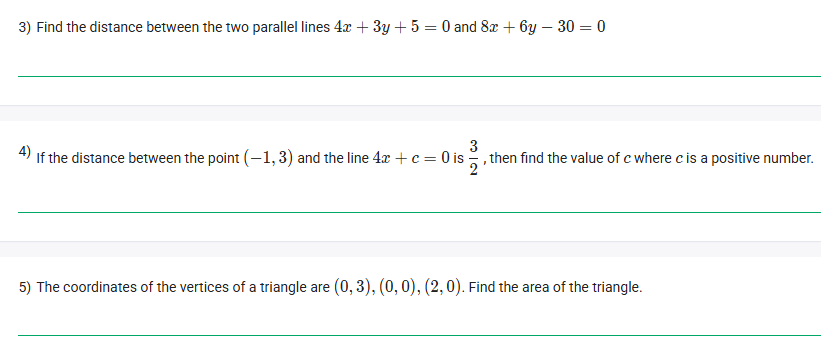 3) Find the distance between the two parallel lines 4x + 3y + 5 = 0 and 8x + 6y − 30 = 0
4) If the distance between the point (−1, 3) and the line 4x + c = 0 is 3/2 , then find the value of c where c is a positive number.
5) The coordinates of the vertices of a triangle are (0, 3), (0, 0), (2, 0). Find the area of the triangle.